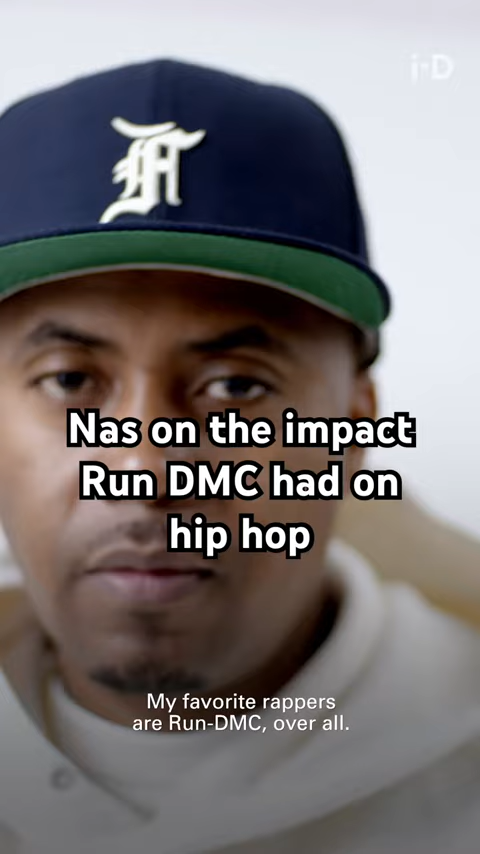 i-D
Nas on the impact
Run DMC had on
hip hop
My favorite rappers
are Run-DMC, over all.